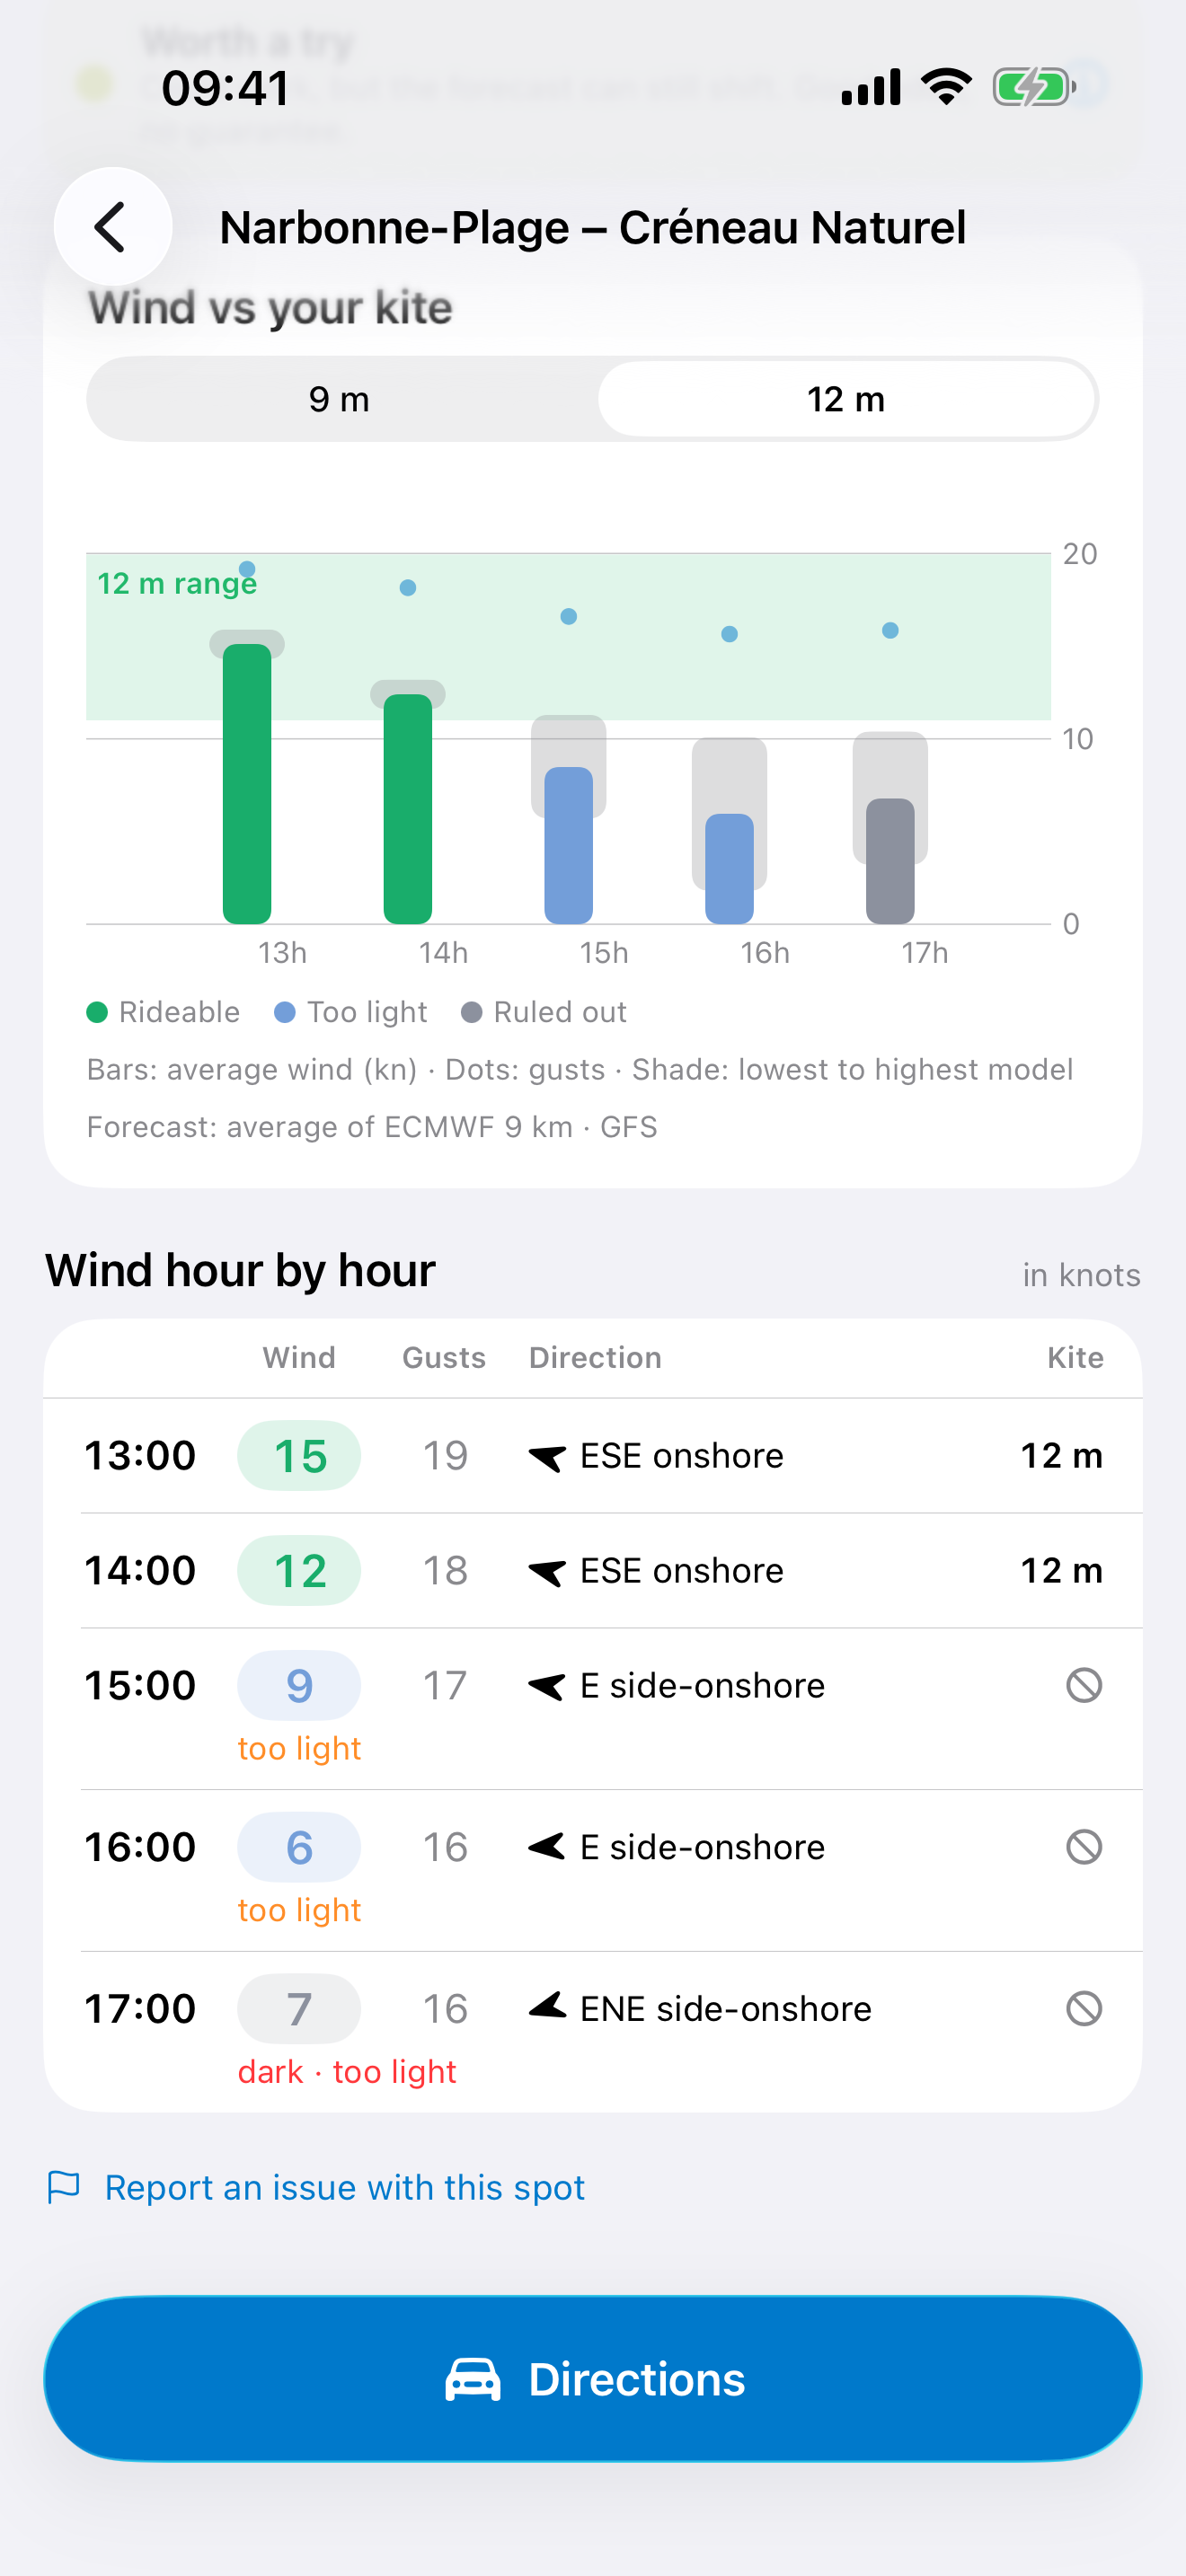 Worth a try
09:41
Narbonne-Plage – Créneau Naturel
Wind vs your kite
9 m
12 m
20
12 m range
10
0
13h 14h 15h 16h 17h
Rideable Too light Ruled out
Bars: average wind (kn) · Dots: gusts · Shade: lowest to highest model
Forecast: average of ECMWF 9 km · GFS
Wind hour by hour
in knots
Wind Gusts Direction Kite
13:00 15 19 ESE onshore 12 m
14:00 12 18 ESE onshore 12 m
15:00 9 17 E side-onshore
too light
16:00 6 16 E side-onshore
too light
17:00 7 16 ENE side-onshore
dark · too light
Report an issue with this spot
Directions